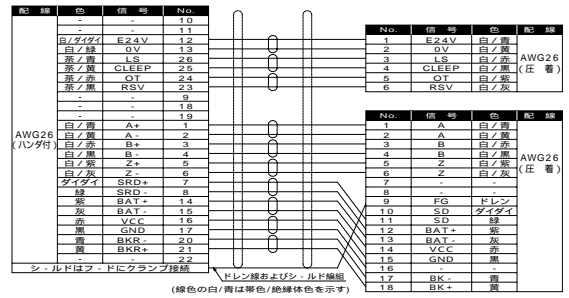 配 線 色 信 号 No.
- - 10
- - 11
白/ダイダイ E24V 12
白/緑 0V 13
茶/青 LS 26
茶/黄 CLEEP 25
茶/赤 OT 24
茶/黒 RSV 23
- - 9
- - 18
- - 19
白/青 A+ 1
白/黄 A- 2
白/赤 B+ 3
白/黒 B- 4
白/紫 Z+ 5
白/灰 Z- 6
ダイダイ SRD+ 7
緑 SRD- 8
紫 BAT+ 14
灰 BAT- 15
赤 VCC 16
黒 GND 17
青 BKR- 20
黄 BKR+ 21
- - 22
AWG26
(ハンダ付)
シ-ルドはフ-ドにクランプ接続
No. 信 号 色 配 線
1 E24V 白/青
2 0V 白/黄
3 LS 白/赤
4 CLEEP 白/黒
5 OT 白/紫
6 RSV 白/灰
AWG26
(圧 着)
No. 信 号 色 配 線
1 A 白/青
2 A 白/黄
3 B 白/赤
4 B 白/黒
5 Z 白/紫
6 Z 白/灰
7 - -
8 - -
9 FG ドレン
10 SD ダイダイ
11 SD 緑
12 BAT+ 紫
13 BAT- 灰
14 VCC 赤
15 GND 黒
16 - -
17 BK- 青
18 BK+ 黄
AWG26
(圧 着)
ドレン線およびシ-ルド編組
(線色の白/青は帯色/絶縁体色を示す)